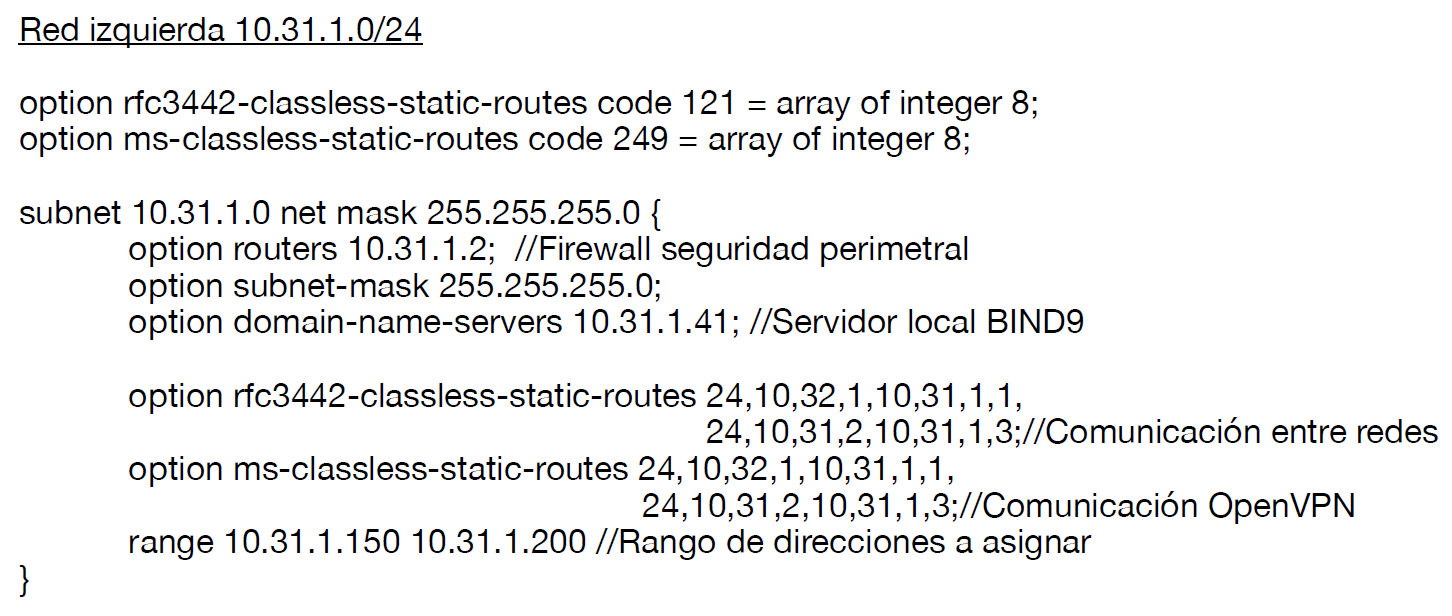 Red izquierda 10.31.1.0/24
option rfc3442-classless-static-routes code 121 = array of integer 8;
option ms-classless-static-routes code 249 = array of integer 8;
subnet 10.31.1.0 net mask 255.255.255.0 {
option routers 10.31.1.2; //Firewall seguridad perimetral
option subnet-mask 255.255.255.0;
option domain-name-servers 10.31.1.41; //Servidor local BIND9
option rfc3442-classless-static-routes 24,10,32,1,10,31,1,1,
24,10,31,2,10,31,1,3;//Comunicación entre redes
option ms-classless-static-routes 24,10,32,1,10,31,1,1,
24,10,31,2,10,31,1,3;//Comunicación OpenVPN
range 10.31.1.150 10.31.1.200 //Rango de direcciones a asignar
}